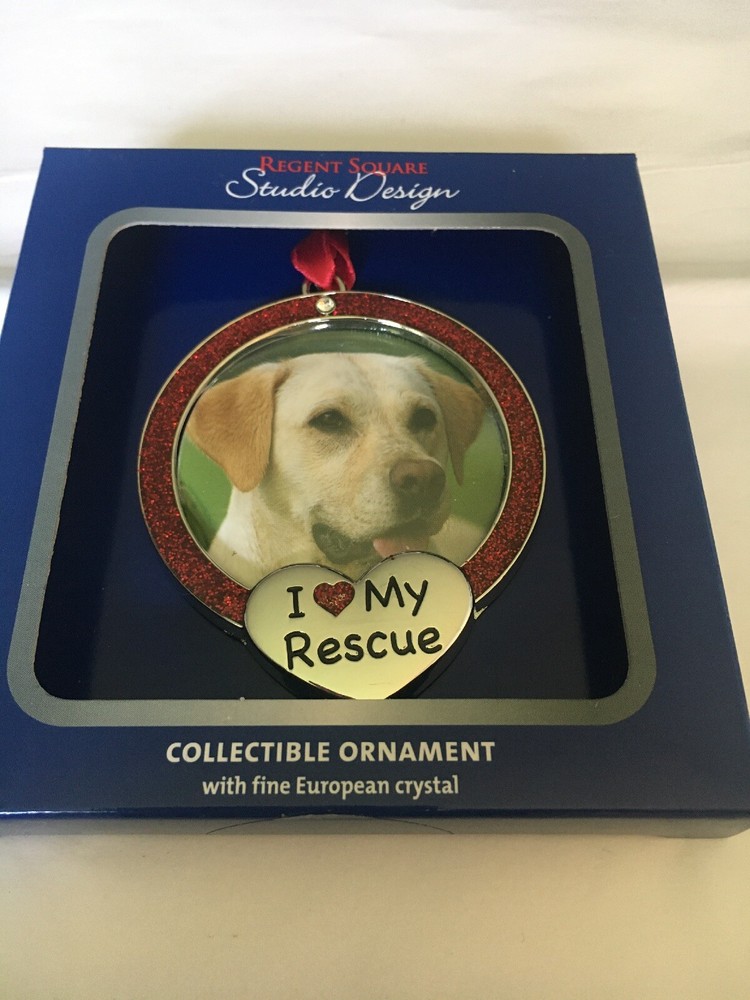 REGENT SQUARE
Studio Design
I ❤ My
Rescue
COLLECTIBLE ORNAMENT
with fine European crystal